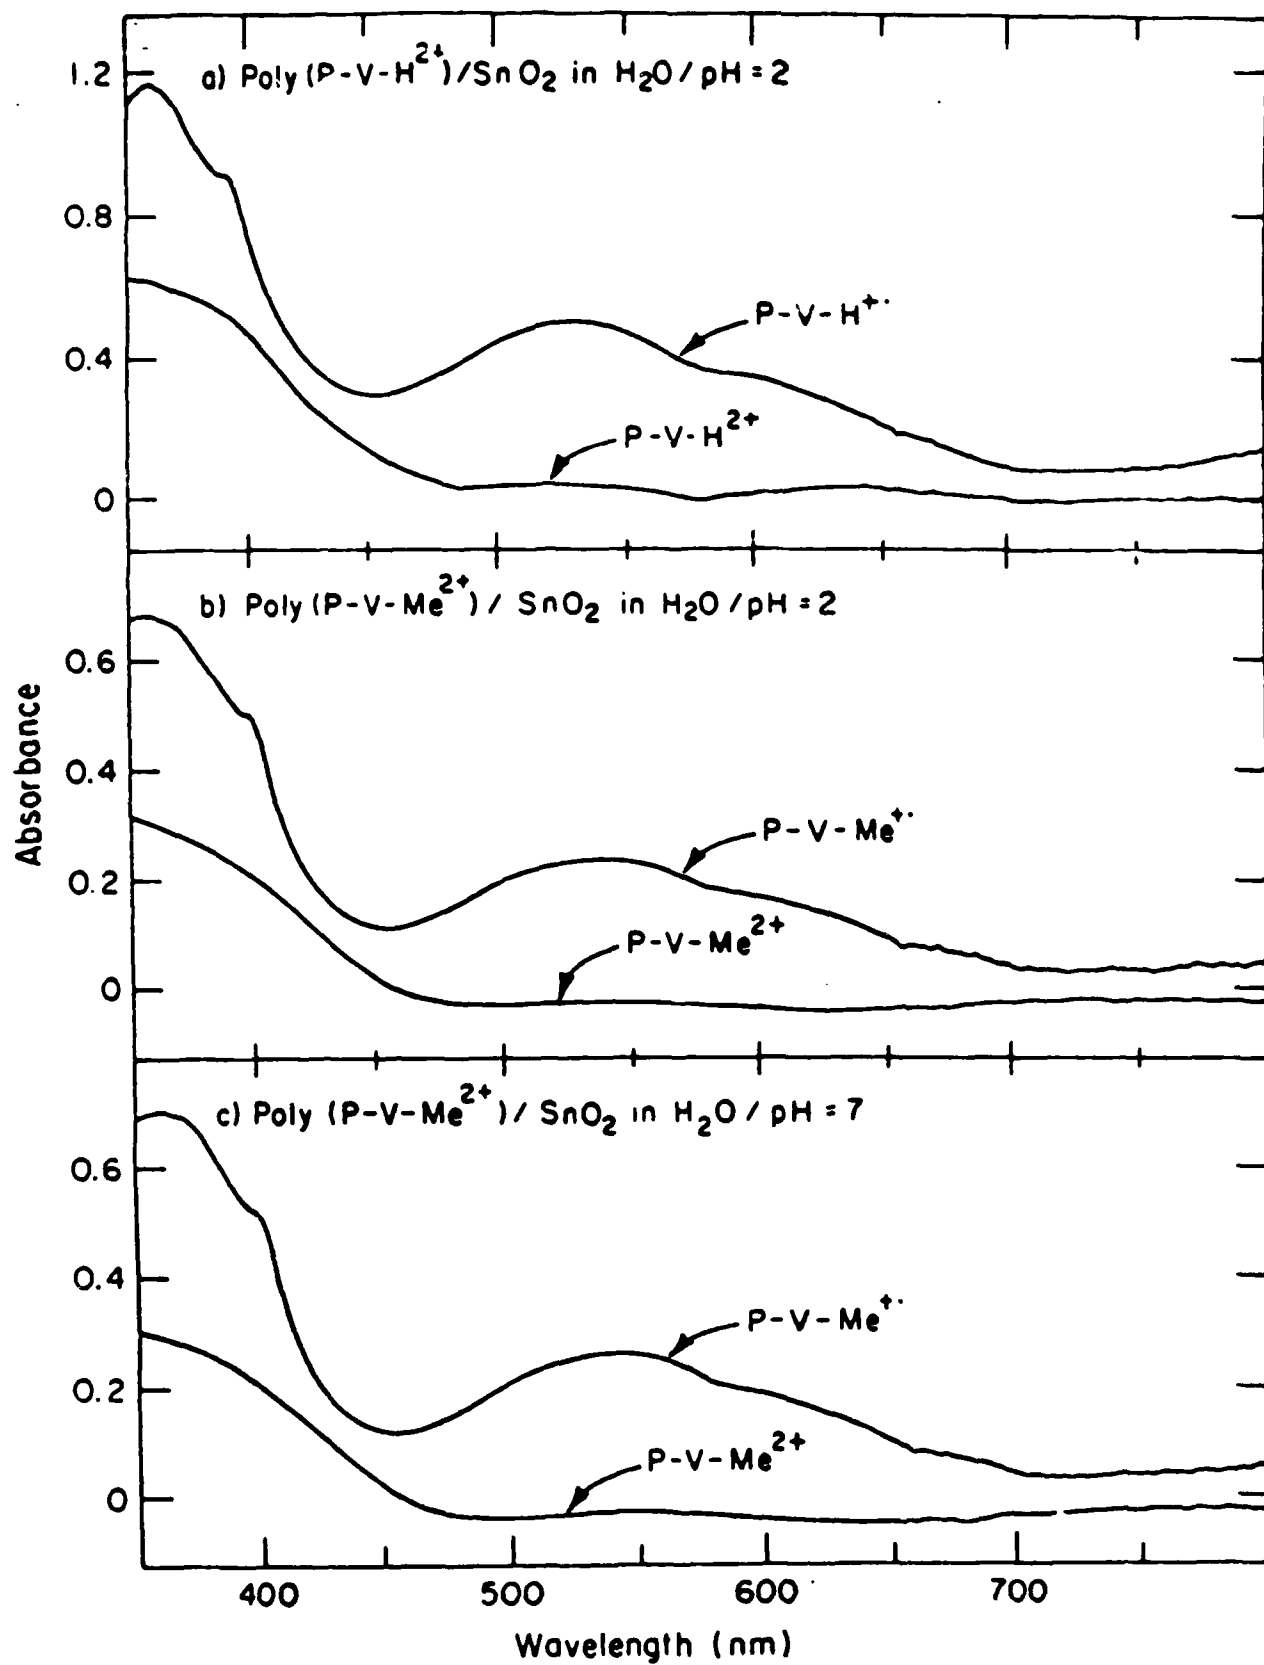 a) Poly (P-V-H²⁺)/SnO₂ in H₂O/pH = 2
1.2
0.8
0.4
0
P-V-H⁺·
P-V-H²⁺
b) Poly (P-V-Me²⁺)/ SnO₂ in H₂O/pH = 2
0.6
0.4
0.2
0
P-V-Me⁺·
P-V-Me²⁺
Absorbance
c) Poly (P-V-Me²⁺)/ SnO₂ in H₂O/pH = 7
0.6
0.4
0.2
0
P-V-Me⁺·
P-V-Me²⁺
400 500 600 700
Wavelength (nm)